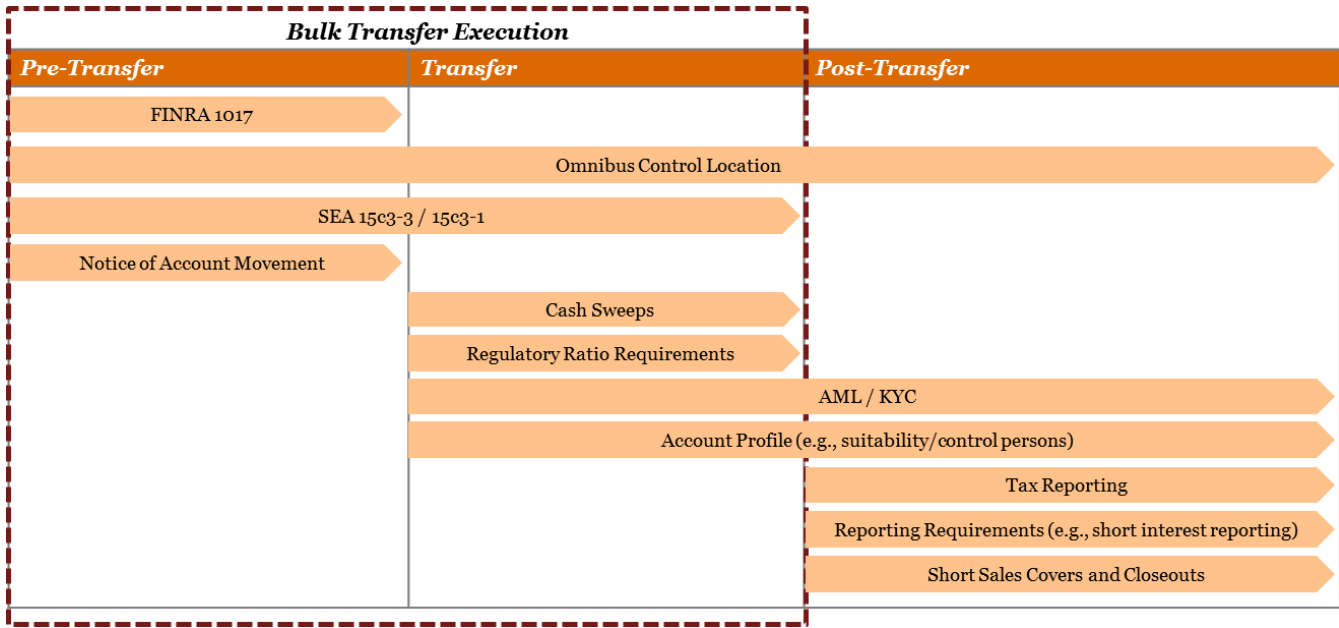 Bulk Transfer Execution
Pre-Transfer
Transfer
Post-Transfer
FINRA 1017
Omnibus Control Location
SEA 15c3-3 / 15c3-1
Notice of Account Movement
Cash Sweeps
Regulatory Ratio Requirements
AML / KYC
Account Profile (e.g., suitability/control persons)
Tax Reporting
Reporting Requirements (e.g., short interest reporting)
Short Sales Covers and Closeouts